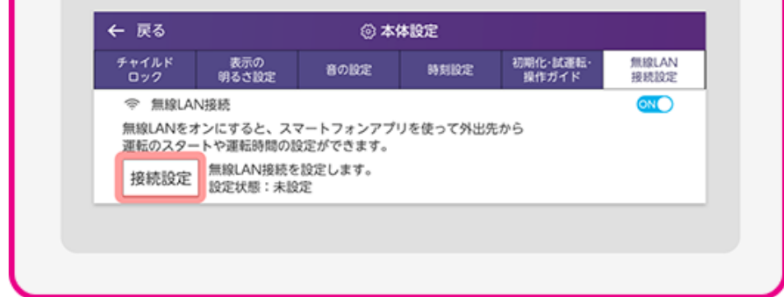 ← 戻る
本体設定
チャイルド
ロック
表示の
明るさ設定
音の設定
時刻設定
初期化・試運転・
操作ガイド
無線LAN
接続設定
無線LAN接続
ON
無線LANをオンにすると、スマートフォンアプリを使って外出先から
運転のスタートや運転時間の設定ができます。
接続設定
無線LAN接続を設定します。
設定状態：未設定